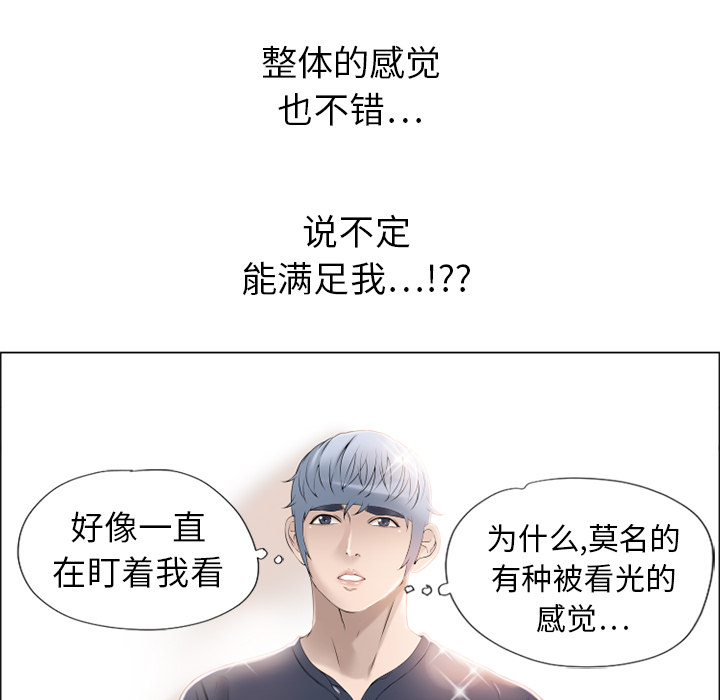 整体的感觉
也不错...
说不定
能满足我...!??
好像一直
在盯着我看
为什么,莫名的
有种被看光的
感觉...